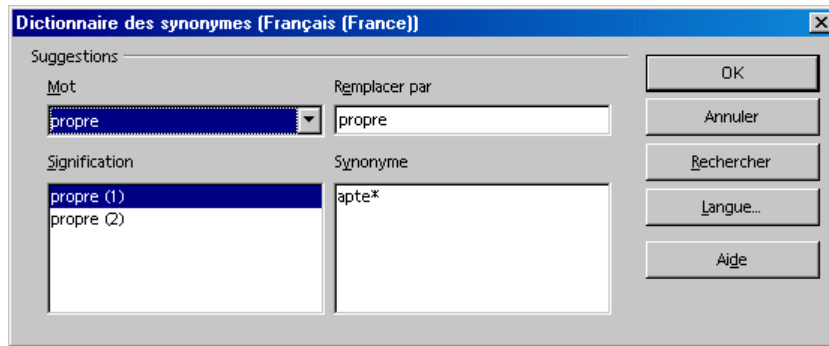 Dictionnaire des synonymes (Français (France))
Suggestions
Mot
Remplacer par
propre
propre
Signification
Synonyme
propre (1)
propre (2)
apte*
OK
Annuler
Rechercher
Langue...
Aide